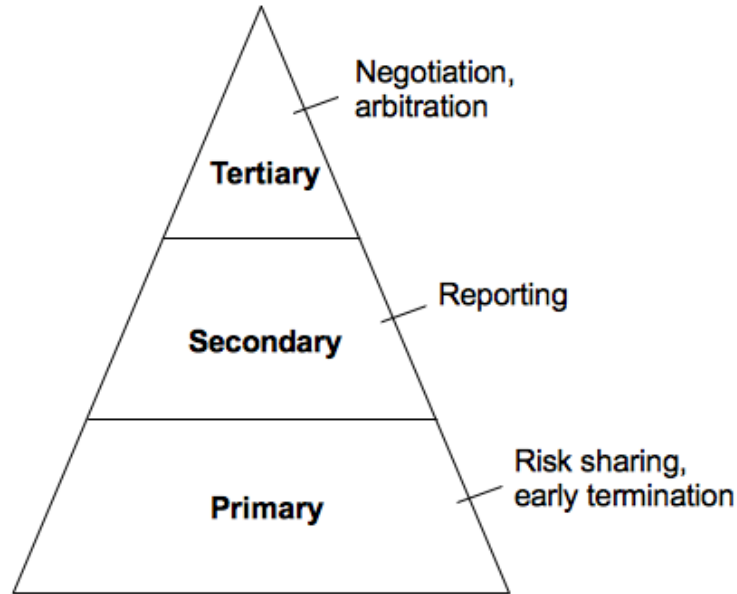 Negotiation,
arbitration
Tertiary
Reporting
Secondary
Risk sharing,
early termination
Primary